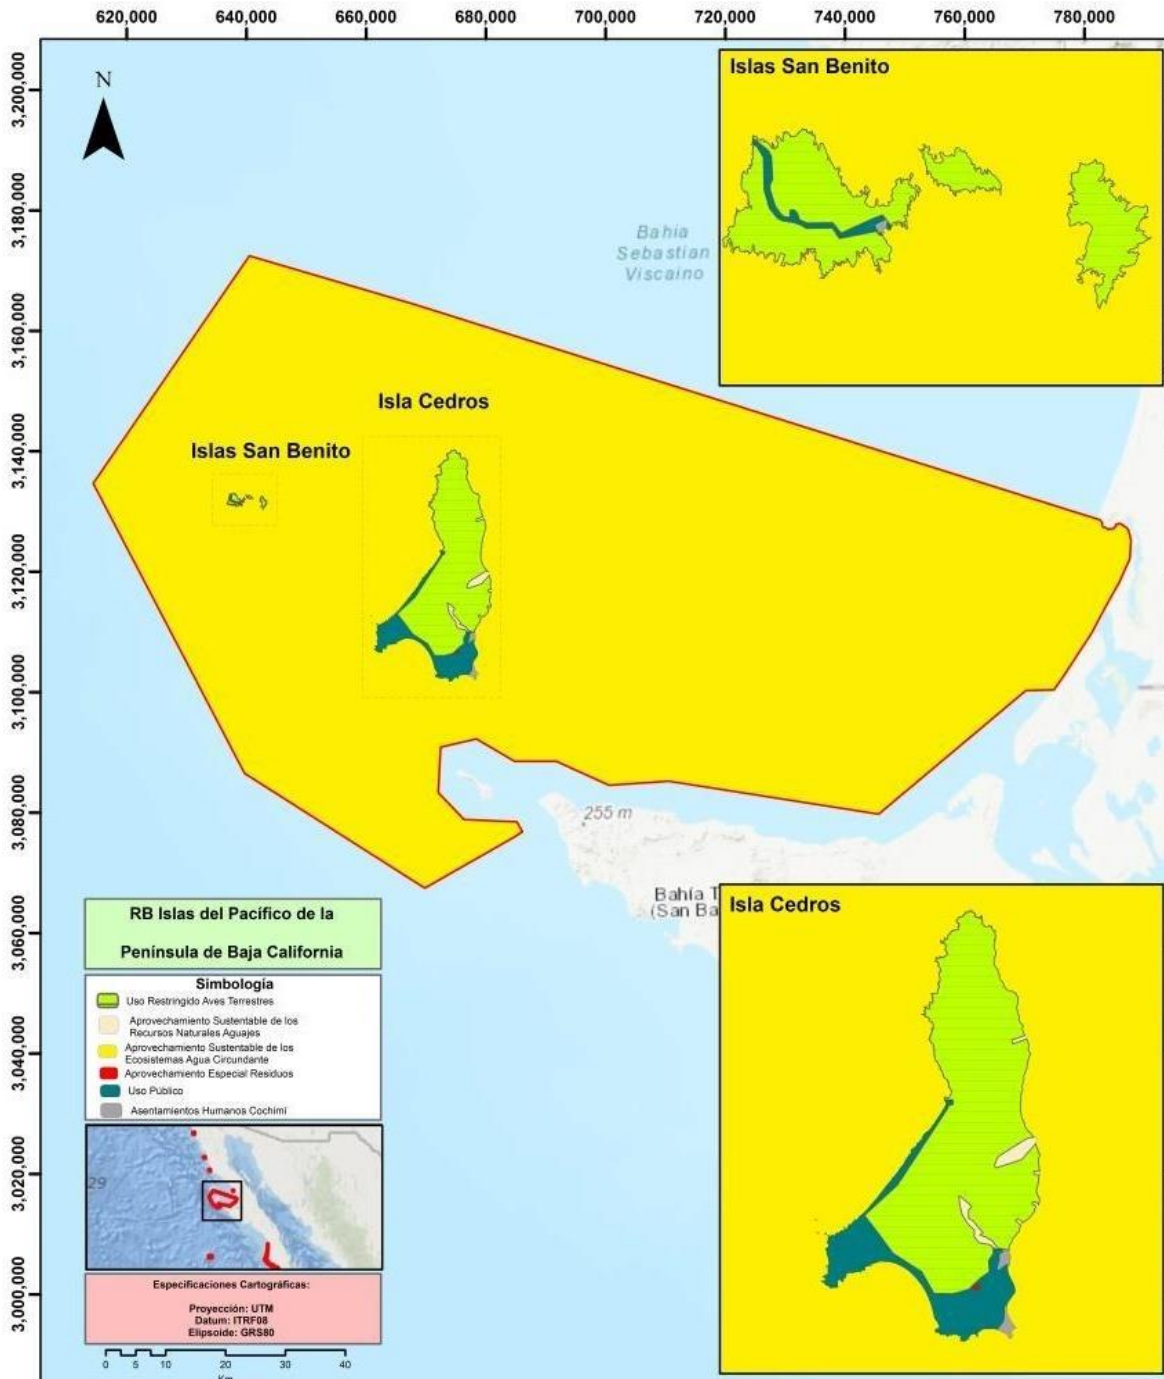 620,000 640,000 660,000 680,000 700,000 720,000 740,000 760,000 780,000
3,200,000
3,180,000
3,160,000
3,140,000
3,120,000
3,100,000
3,080,000
3,060,000
3,040,000
3,020,000
3,000,000
N
Islas San Benito
Bahia
Sebastian
Viscaino
Isla Cedros
Islas San Benito
255 m
Bahía T
(San Ba
Isla Cedros
RB Islas del Pacífico de la
Península de Baja California
Simbología
Uso Restringido Aves Terrestres
Aprovechamiento Sustentable de los
Recursos Naturales Aguajes
Aprovechamiento Sustentable de los
Ecosistemas Agua Circundante
Aprovechamiento Especial Residuos
Uso Público
Asentamientos Humanos Cochimí
29
Especificaciones Cartográficas:
Proyección: UTM
Datum: ITRF08
Elipsoide: GRS80
0 5 10 20 30 40
Km